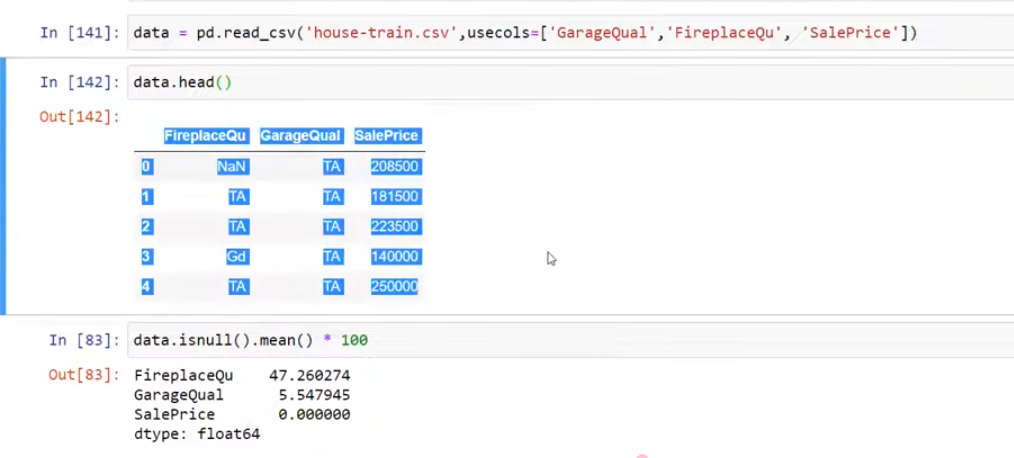 In [141]: data = pd.read_csv('house-train.csv',usecols=['GarageQual','FireplaceQu', 'SalePrice'])
In [142]: data.head()
Out[142]:
FireplaceQu GarageQual SalePrice
0 NaN TA 208500
1 TA TA 181500
2 TA TA 223500
3 Gd TA 140000
4 TA TA 250000
In [83]: data.isnull().mean() * 100
Out[83]: FireplaceQu 47.260274
GarageQual 5.547945
SalePrice 0.000000
dtype: float64